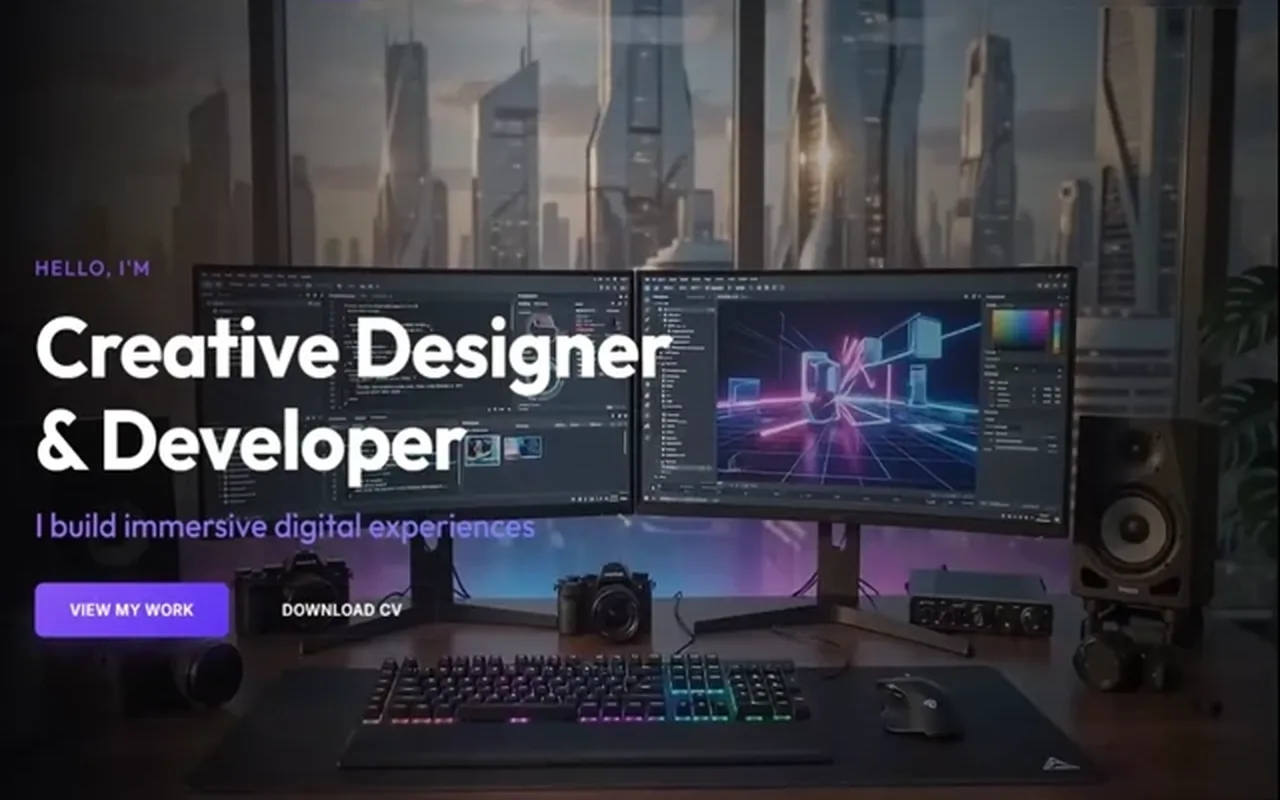 HELLO, I'M
Creative Designer
& Developer
I build immersive digital experiences
VIEW MY WORK
DOWNLOAD CV